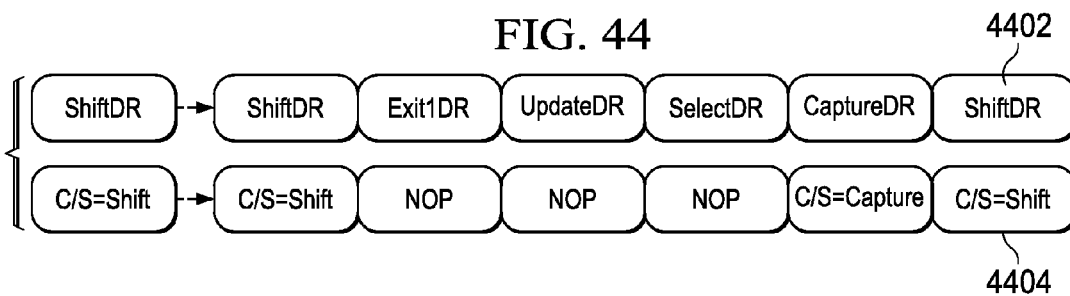 FIG. 44
4402
ShiftDR ShiftDR Exit1DR UpdateDR SelectDR CaptureDR ShiftDR
C/S=Shift C/S=Shift NOP NOP NOP C/S=Capture C/S=Shift
4404